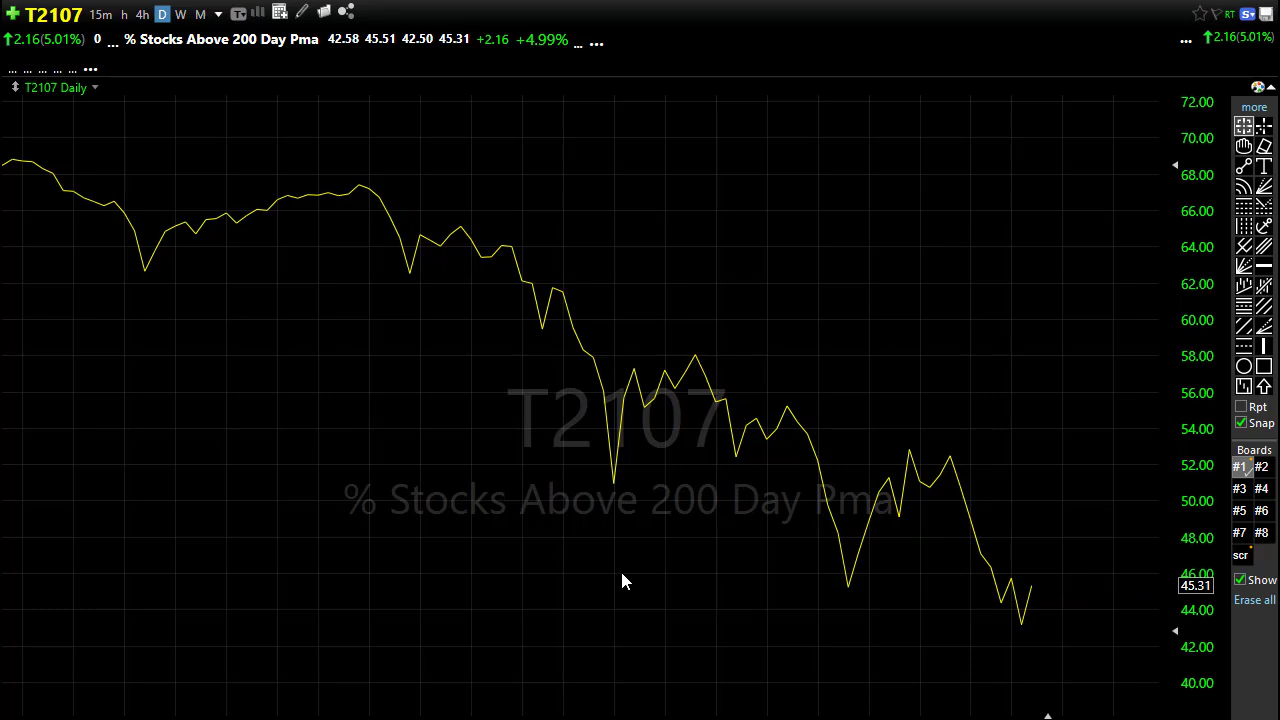 T2107 15m h 4h D W M T RT S
2.16(5.01%) 0 ... % Stocks Above 200 Day Pma 42.58 45.51 42.50 45.31 +2.16 +4.99% ... ... ... 2.16(5.01%)
... ... ... ... ... ...
T2107 Daily
more
72.00
70.00
68.00
66.00
64.00
62.00
60.00
58.00
56.00
54.00
52.00
50.00
48.00
46.00
45.31
44.00
42.00
40.00
T2107
% Stocks Above 200 Day Pma
T
Rpt
Snap
Boards
#1 #2
#3 #4
#5 #6
#7 #8
scr
Show
Erase all